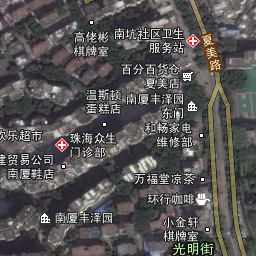 高佬彬
棋牌室
南坑社区卫生
服务站
夏美路
百分百货仓
夏美店
温斯顿
蛋糕店
南厦丰泽园
东门
和畅家电
维修部
欢乐超市
珠海众生
门诊部
建贸易公司
南厦鞋店
万福堂凉茶
环行咖啡
南厦丰泽园
小金轩
棋牌室
光明街